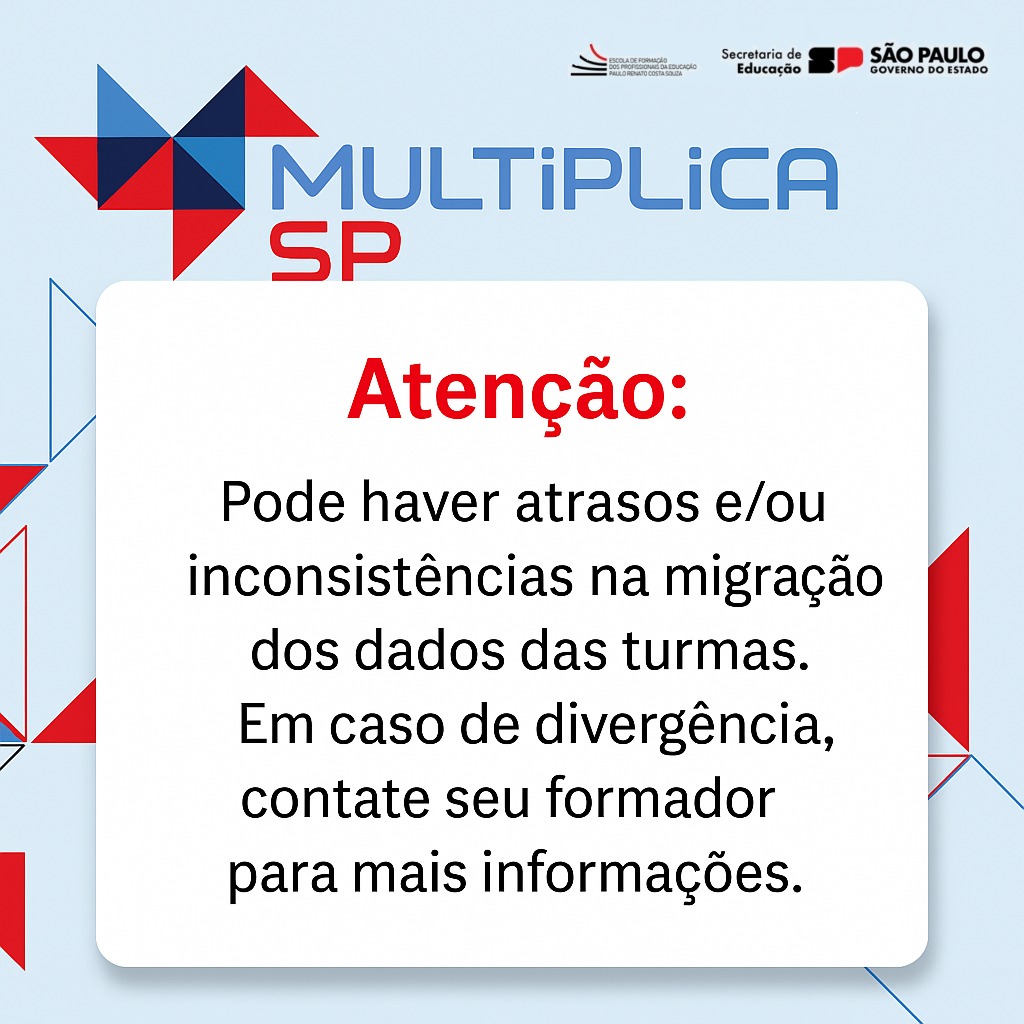 ESCOLA DE FORMAÇÃO
DOS PROFISSIONAIS DA EDUCAÇÃO
PAULO RENATO COSTA SOUZA
Secretaria de
Educação
SP
SÃO PAULO
GOVERNO DO ESTADO
MULTiPLiCA
SP
Atenção:
Pode haver atrasos e/ou
inconsistências na migração
dos dados das turmas.
Em caso de divergência,
contate seu formador
para mais informações.